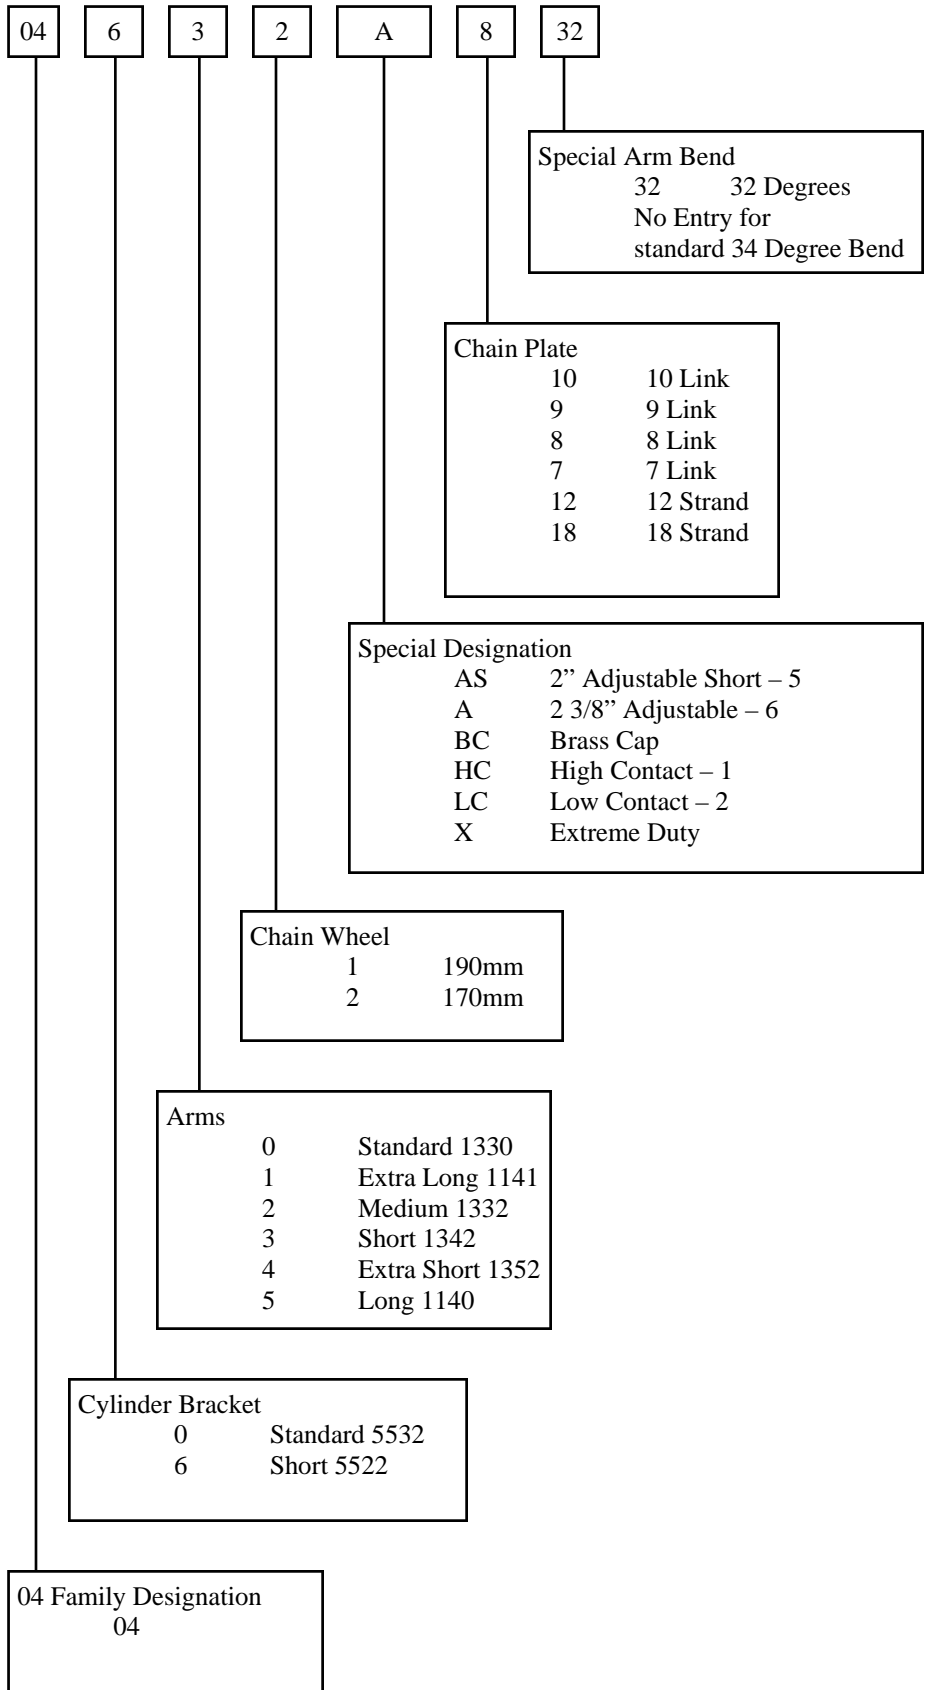 04 6 3 2 A 8 32
Special Arm Bend
32 32 Degrees
No Entry for
standard 34 Degree Bend
Chain Plate
10 10 Link
9 9 Link
8 8 Link
7 7 Link
12 12 Strand
18 18 Strand
Special Designation
AS 2” Adjustable Short – 5
A 2 3/8” Adjustable – 6
BC Brass Cap
HC High Contact – 1
LC Low Contact – 2
X Extreme Duty
Chain Wheel
1 190mm
2 170mm
Arms
0 Standard 1330
1 Extra Long 1141
2 Medium 1332
3 Short 1342
4 Extra Short 1352
5 Long 1140
Cylinder Bracket
0 Standard 5532
6 Short 5522
04 Family Designation
04